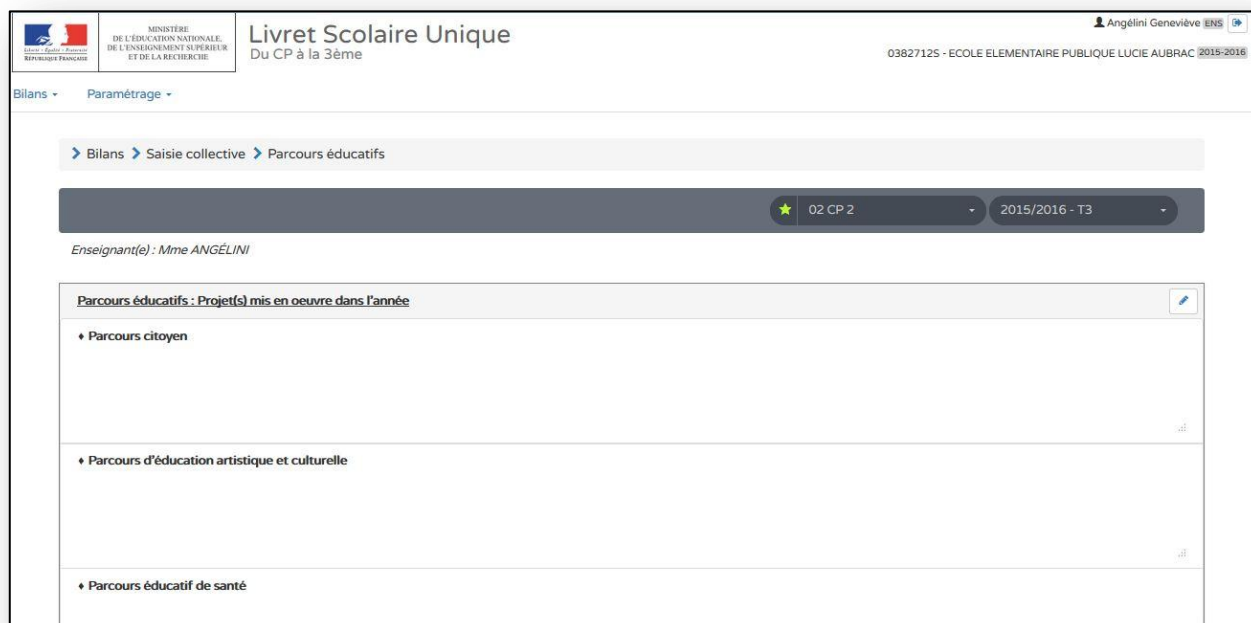 MINISTÈRE
DE L'ÉDUCATION NATIONALE,
DE L'ENSEIGNEMENT SUPÉRIEUR
ET DE LA RECHERCHE
Liberté • Égalité • Fraternité
RÉPUBLIQUE FRANÇAISE
Livret Scolaire Unique
Du CP à la 3ème
Angélini Geneviève ENS
0382712S - ECOLE ELEMENTAIRE PUBLIQUE LUCIE AUBRAC 2015-2016
Bilans
Paramétrage
Bilans > Saisie collective > Parcours éducatifs
02 CP 2
2015/2016 - T3
Enseignant(e) : Mme ANGÉLINI
Parcours éducatifs : Projet(s) mis en oeuvre dans l'année
♦ Parcours citoyen
♦ Parcours d'éducation artistique et culturelle
♦ Parcours éducatif de santé